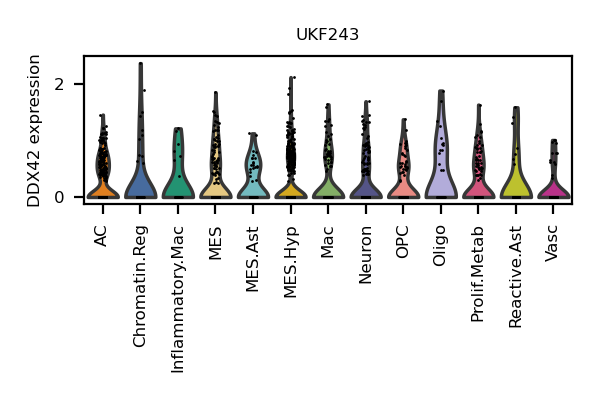 UKF243
DDX42 expression
2
0
AC
Chromatin.Reg
Inflammatory.Mac
MES
MES.Ast
MES.Hyp
Mac
Neuron
OPC
Oligo
Prolif.Metab
Reactive.Ast
Vasc